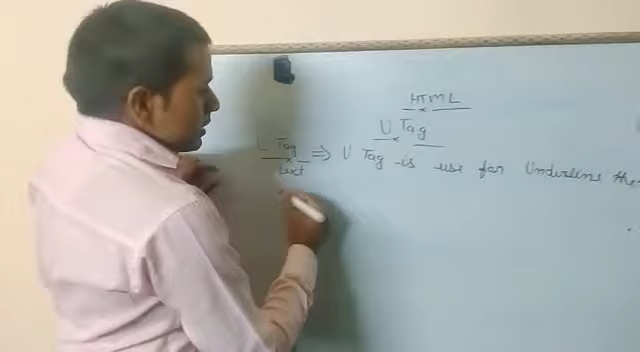 HTML
U Tag
U Tag ⇒ U Tag is use for Underline the
text